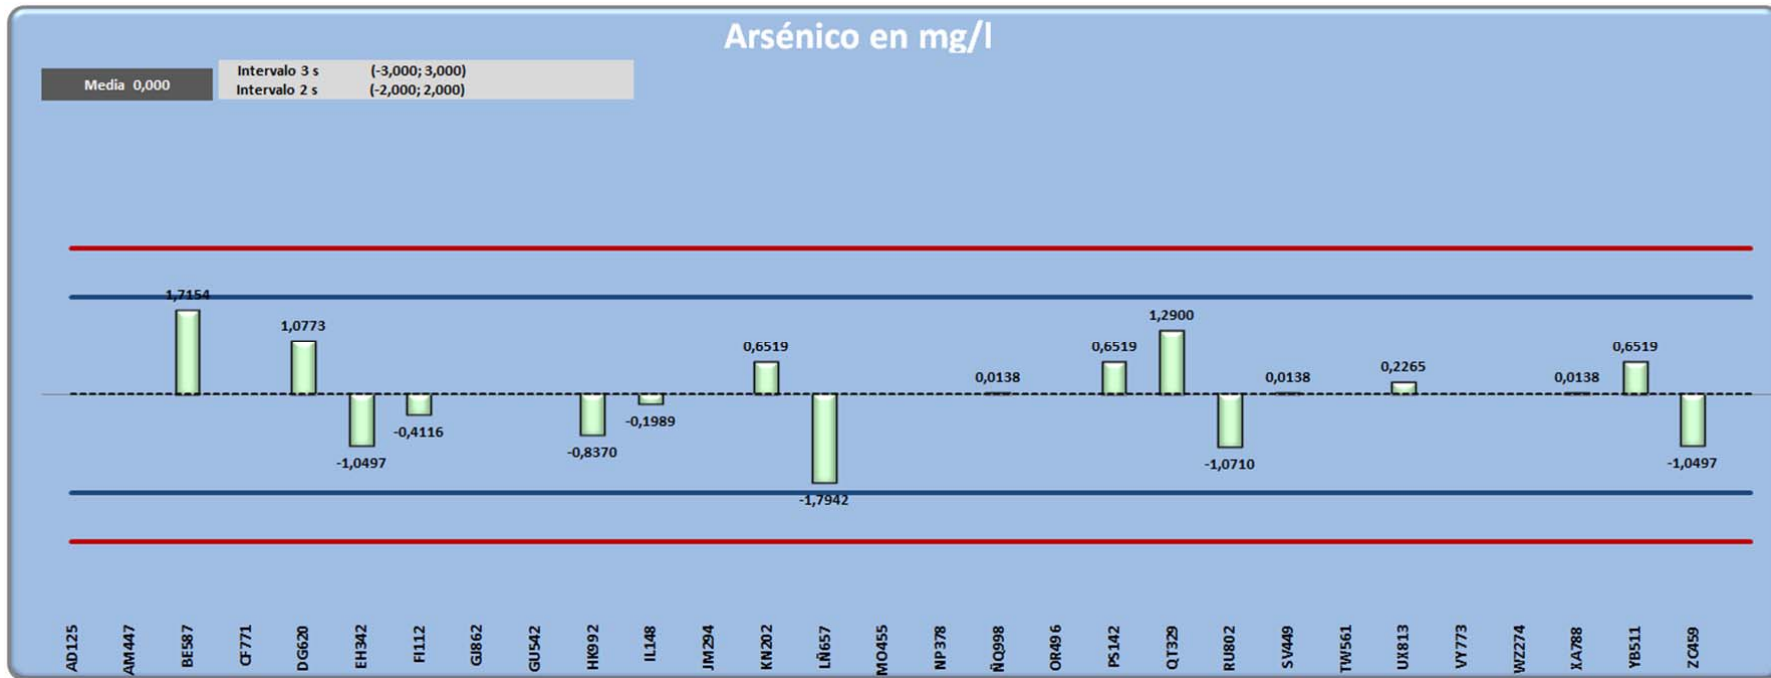 Arsénico en mg/l
Media 0,000
Intervalo 3 s (-3,000; 3,000)
Intervalo 2 s (-2,000; 2,000)
1,7154
1,0773
-1,0497
-0,4116
-0,8370
-0,1989
0,6519
-1,7942
0,0138
0,6519
1,2900
-1,0710
0,0138
0,2265
0,0138
0,6519
-1,0497
AD125
AM447
BE587
CF771
DG620
EH342
FI112
GJ862
GU542
HK992
IL148
JM294
KN202
LÑ657
MO455
NP378
ÑQ998
OR496
PS142
QT329
RU802
SV449
TW561
UX813
VY773
WZ274
XA788
YB511
ZC459